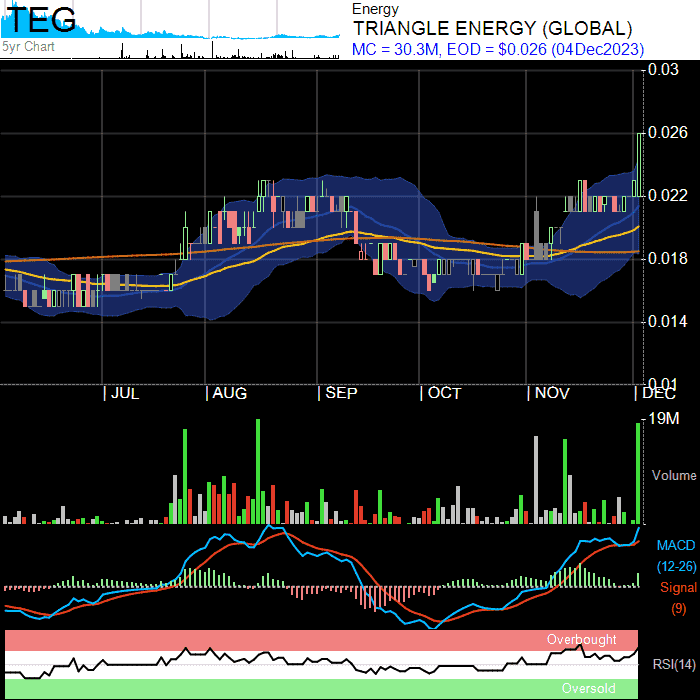 TEG
5yr Chart
Energy
TRIANGLE ENERGY (GLOBAL)
MC = 30.3M, EOD = $0.026 (04Dec2023)
0.03
0.026
0.022
0.018
0.014
0.01
JUL AUG SEP OCT NOV DEC
19M
Volume
MACD
(12-26)
Signal
(9)
Overbought
RSI(14)
Oversold